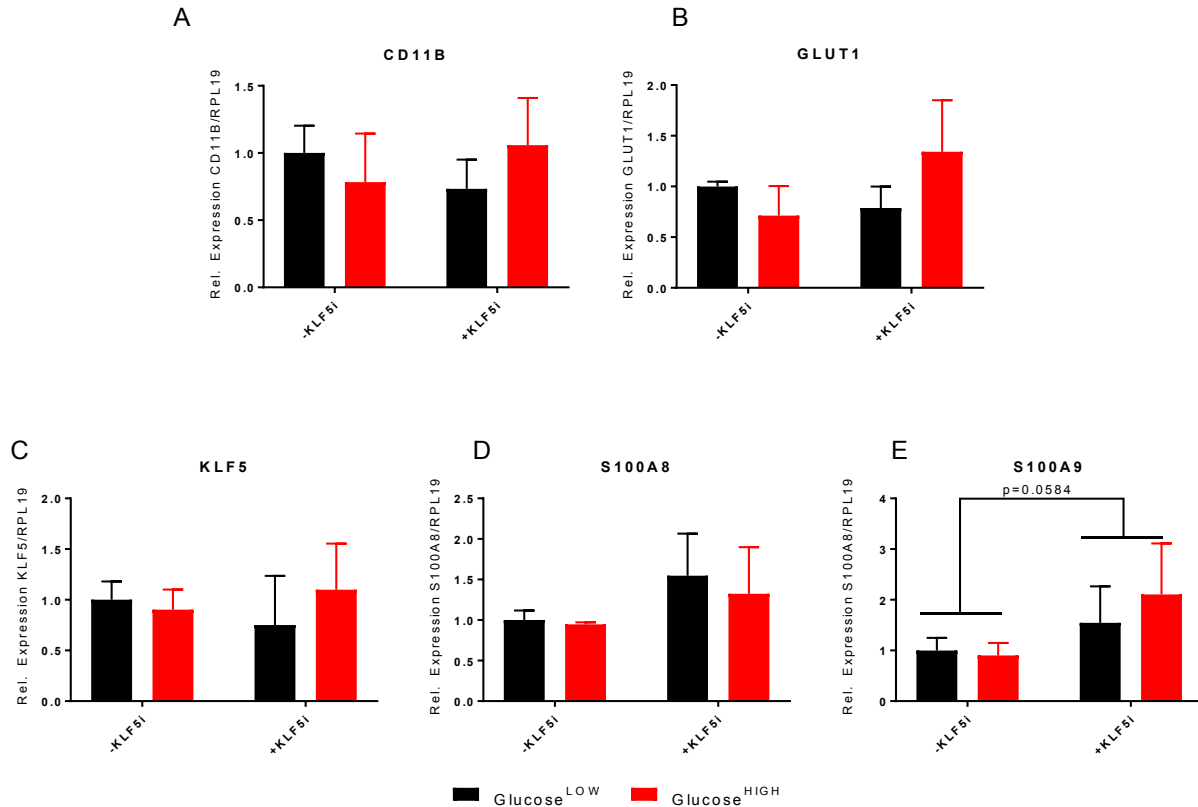 A
CD11B
Rel. Expression CD11B/RPL19
1.5
1.0
0.5
0.0
-KLF5i
+KLF5i
B
GLUT1
Rel. Expression GLUT1/RPL19
2.0
1.5
1.0
0.5
0.0
-KLF5i
+KLF5i
C
KLF5
Rel. Expression KLF5/RPL19
2.0
1.5
1.0
0.5
0.0
-KLF5i
+KLF5i
D
S100A8
Rel. Expression S100A8/RPL19
2.5
2.0
1.5
1.0
0.5
0.0
-KLF5i
+KLF5i
E
S100A9
p=0.0584
Rel. Expression S100A8/RPL19
4
3
2
1
0
-KLF5i
+KLF5i
Glucose LOW
Glucose HIGH